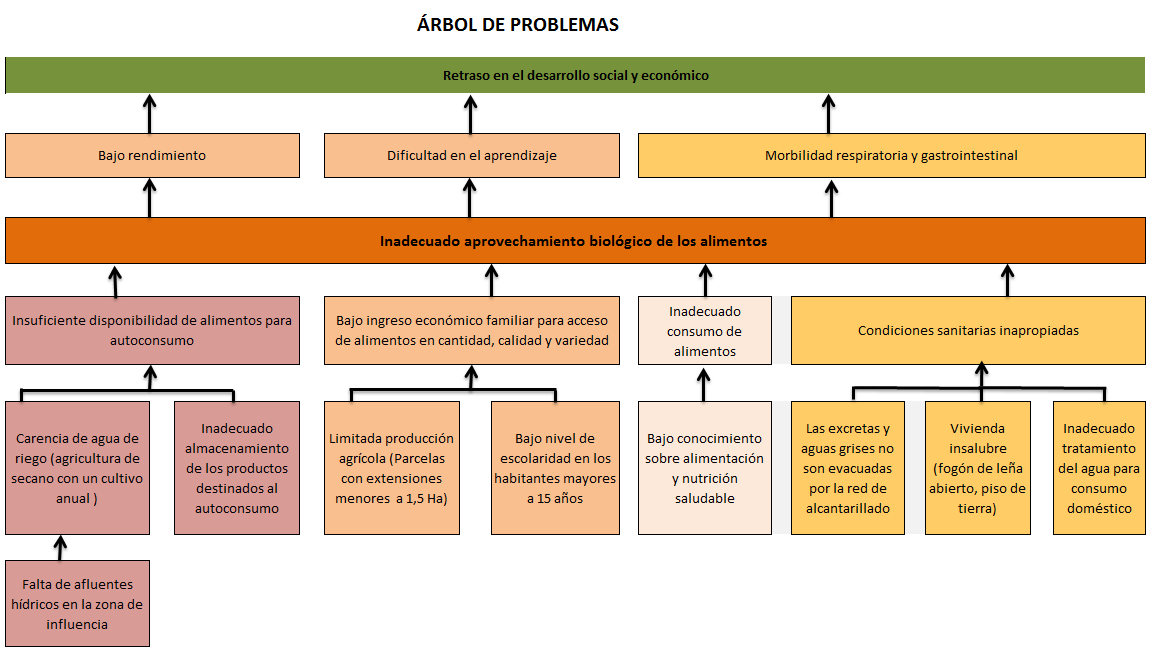 ÁRBOL DE PROBLEMAS
Retraso en el desarrollo social y económico
Bajo rendimiento
Dificultad en el aprendizaje
Morbilidad respiratoria y gastrointestinal
Inadecuado aprovechamiento biológico de los alimentos
Insuficiente disponibilidad de alimentos para
autoconsumo
Bajo ingreso económico familiar para acceso
de alimentos en cantidad, calidad y variedad
Inadecuado
consumo de
alimentos
Condiciones sanitarias inapropiadas
Carencia de agua de
riego (agricultura de
secano con un cultivo
anual )
Inadecuado
almacenamiento
de los productos
destinados al
autoconsumo
Limitada producción
agrícola (Parcelas
con extensiones
menores a 1,5 Ha)
Bajo nivel de
escolaridad en los
habitantes mayores
a 15 años
Bajo conocimiento
sobre alimentación
y nutrición
saludable
Las excretas y
aguas grises no
son evacuadas
por la red de
alcantarillado
Vivienda
insalubre
(fogón de leña
abierto, piso de
tierra)
Inadecuado
tratamiento
del agua para
consumo
doméstico
Falta de afluentes
hídricos en la zona de
influencia